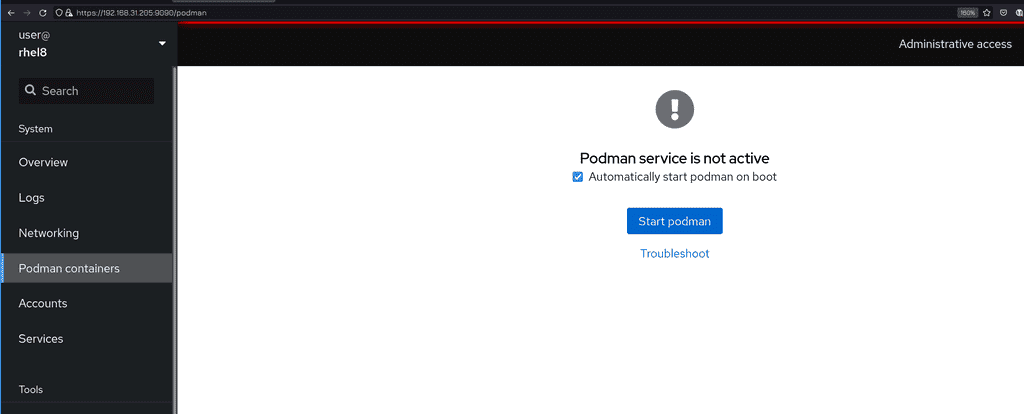 https://192.168.31.205:9090/podman
160%
user@
rhel8
Administrative access
Search
System
Overview
Logs
Networking
Podman containers
Accounts
Services
Tools
Podman service is not active
Automatically start podman on boot
Start podman
Troubleshoot